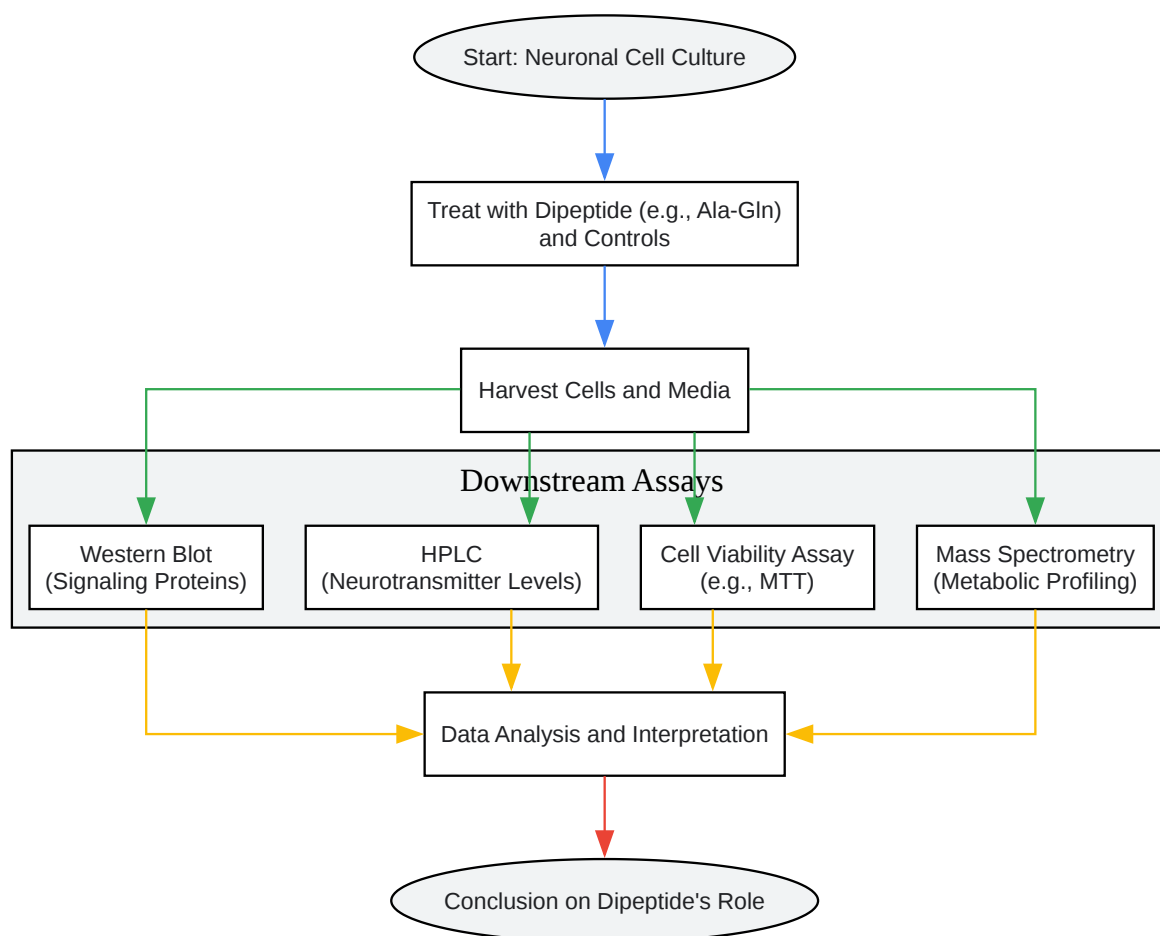 Start: Neuronal Cell Culture
Treat with Dipeptide (e.g., Ala-Gln)
and Controls
Harvest Cells and Media
Downstream Assays
Western Blot
(Signaling Proteins)
HPLC
(Neurotransmitter Levels)
Cell Viability Assay
(e.g., MTT)
Mass Spectrometry
(Metabolic Profiling)
Data Analysis and Interpretation
Conclusion on Dipeptide's Role